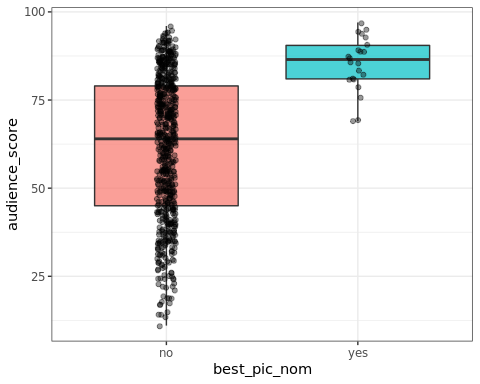 100
75
50
25
audience_score
no yes
best_pic_nom